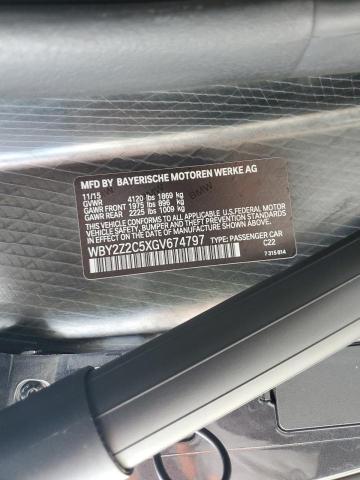 MFD BY BAYERISCHE MOTOREN WERKE AG
11/15
GVWR 4120 lbs 1869 kg
GAWR FRONT 1975 lbs 896 kg
GAWR REAR 2225 lbs 1009 kg
THIS VEHICLE CONFORMS TO ALL APPLICABLE U.S. FEDERAL MOTOR
VEHICLE SAFETY, BUMPER, AND THEFT PREVENTION STANDARDS
IN EFFECT ON THE DATE OF MANUFACTURE SHOWN ABOVE.
WBY2Z2C5XGV674797 TYPE: PASSENGER CAR
C22
7 315 914